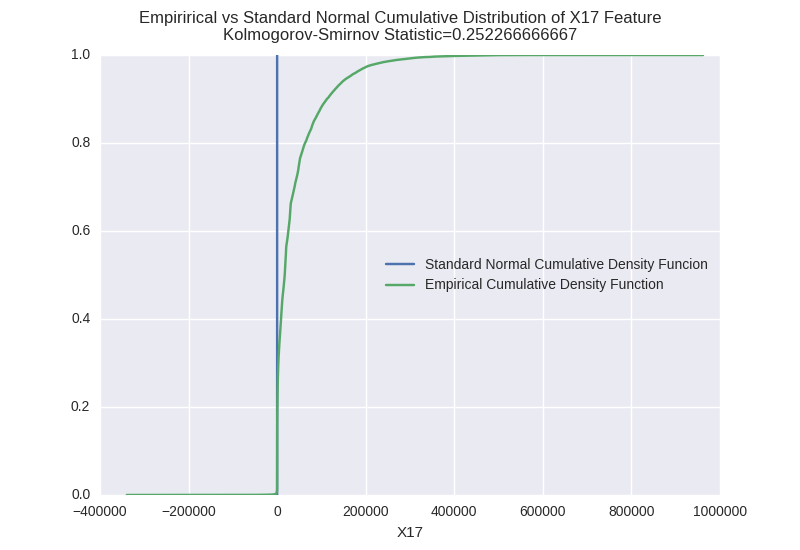 Empiririrical vs Standard Normal Cumulative Distribution of X17 Feature
Kolmogorov-Smirnov Statistic=0.252266666667
1.0
0.8
0.6
0.4
0.2
0.0
Standard Normal Cumulative Density Funcion
Empirical Cumulative Density Function
−400000 −200000 0 200000 400000 600000 800000 1000000
X17